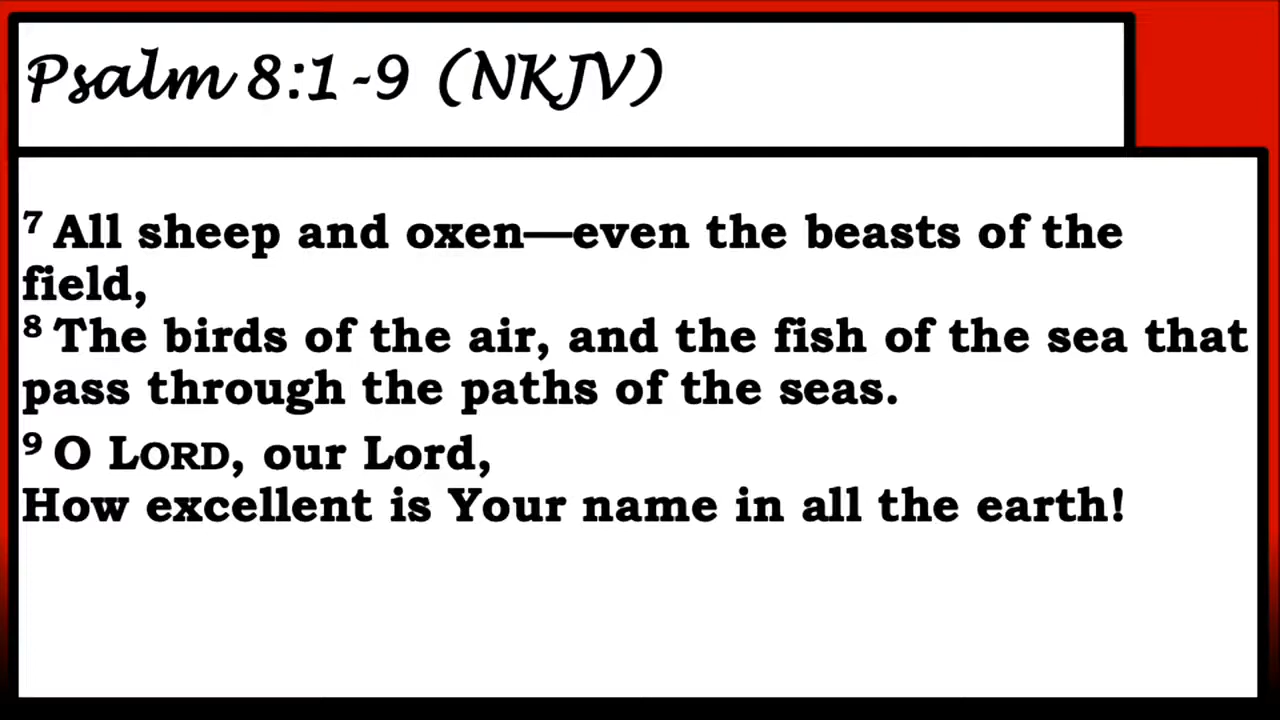 Psalm 8:1-9 (NKJV)
7 All sheep and oxen—even the beasts of the
field,
8 The birds of the air, and the fish of the sea that
pass through the paths of the seas.
9 O LORD, our Lord,
How excellent is Your name in all the earth!